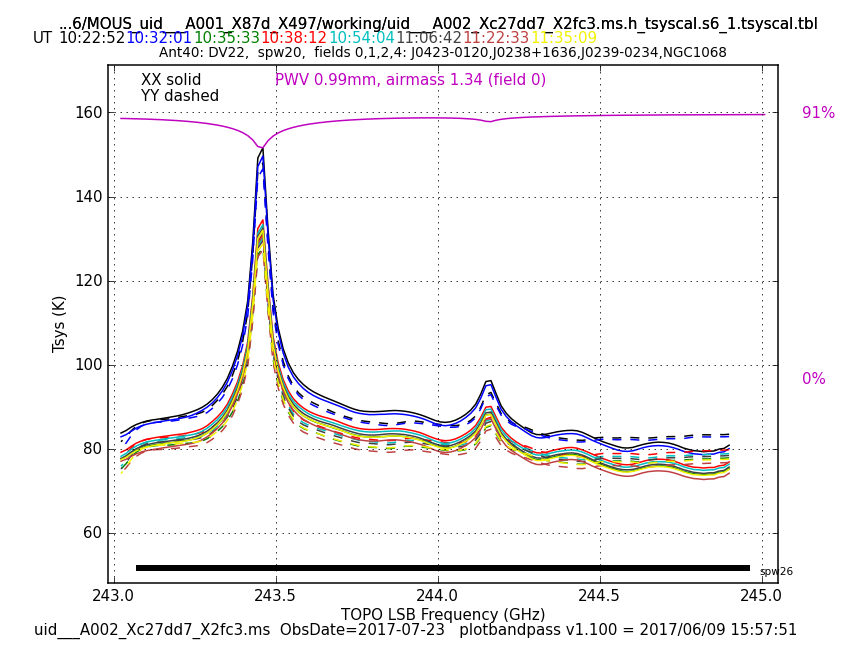 ...6/MOUS_uid___A001_X87d_X497/working/uid___A002_Xc27dd7_X2fc3.ms.h_tsyscal.s6_1.tsyscal.tbl
UT 10:22:52 10:32:01 10:35:33 10:38:12 10:54:04 11:06:42 11:22:33 11:35:09
Ant40: DV22, spw20, fields 0,1,2,4: J0423-0120,J0238+1636,J0239-0234,NGC1068
XX solid PWV 0.99mm, airmass 1.34 (field 0)
YY dashed
160 91%
140
120
Tsys (K)
100
0%
80
60
spw26
243.0 243.5 244.0 244.5 245.0
TOPO LSB Frequency (GHz)
uid___A002_Xc27dd7_X2fc3.ms ObsDate=2017-07-23 plotbandpass v1.100 = 2017/06/09 15:57:51